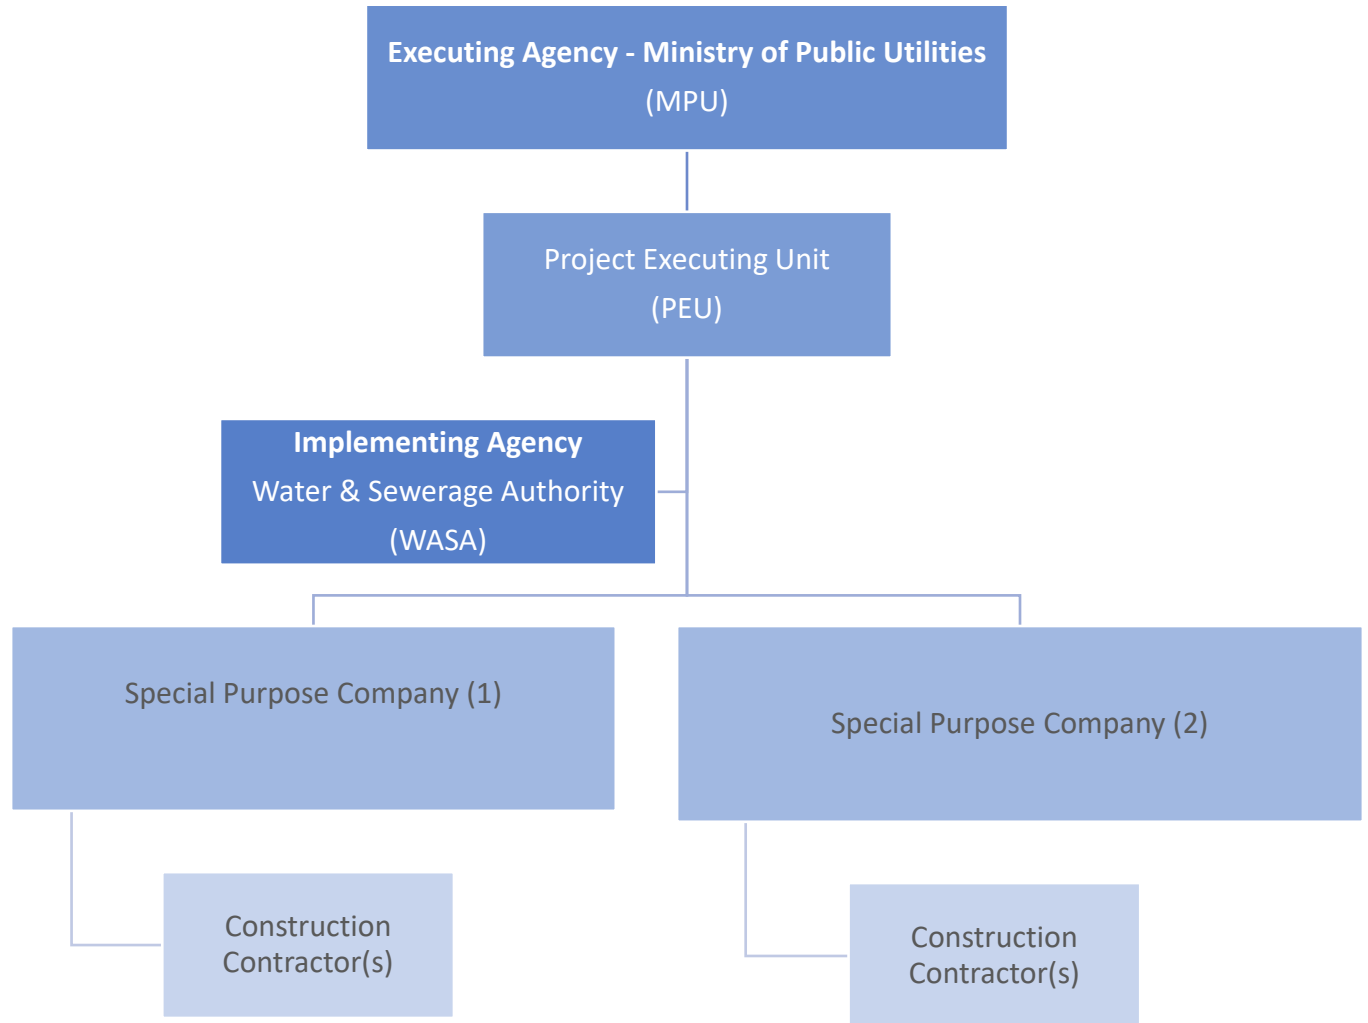 Executing Agency - Ministry of Public Utilities
(MPU)
Project Executing Unit
(PEU)
Implementing Agency
Water & Sewerage Authority
(WASA)
Special Purpose Company (1)
Special Purpose Company (2)
Construction
Contractor(s)
Construction
Contractor(s)